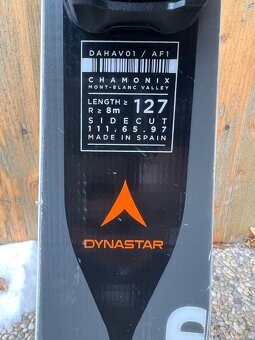 DAHAV01 / AF1
CHAMONIX
MONT-BLANC VALLEY
LENGTH ≥ 127
R ≥ 8m
SIDECUT
111.65.97
MADE IN SPAIN
DYNASTAR